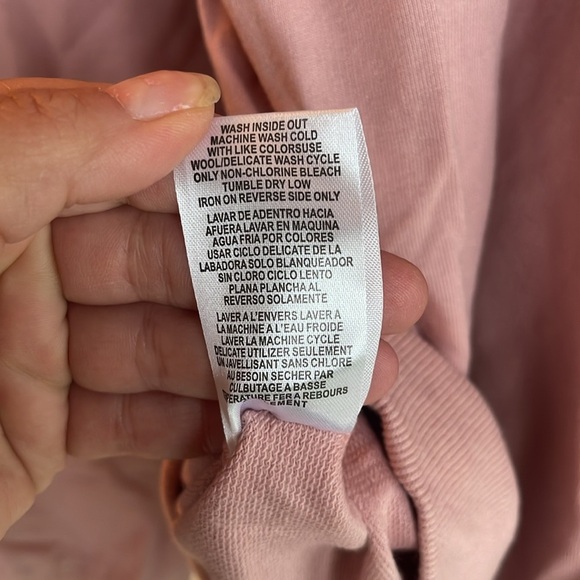 WASH INSIDE OUT
MACHINE WASH COLD
WITH LIKE COLORSUSE
WOOL/DELICATE WASH CYCLE
ONLY NON-CHLORINE BLEACH
TUMBLE DRY LOW
IRON ON REVERSE SIDE ONLY
LAVAR DE ADENTRO HACIA
AFUERA LAVAR EN MAQUINA
AGUA FRIA POR COLORES
USAR CICLO DELICATE DE LA
LABADORA SOLO BLANQUEADOR
SIN CLORO CICLO LENTO
PLANA PLANCHA AL
REVERSO SOLAMENTE
LAVER A L'ENVERS LAVER A
LA MACHINE A L'EAU FROIDE
LAVER LA MACHINE CYCLE
DELICATE UTILIZER SEULEMENT
UN JAVELLISANT SANS CHLORE
AU BESOIN SECHER PAR
CULBUTAGE A BASSE
FER A REBOURS